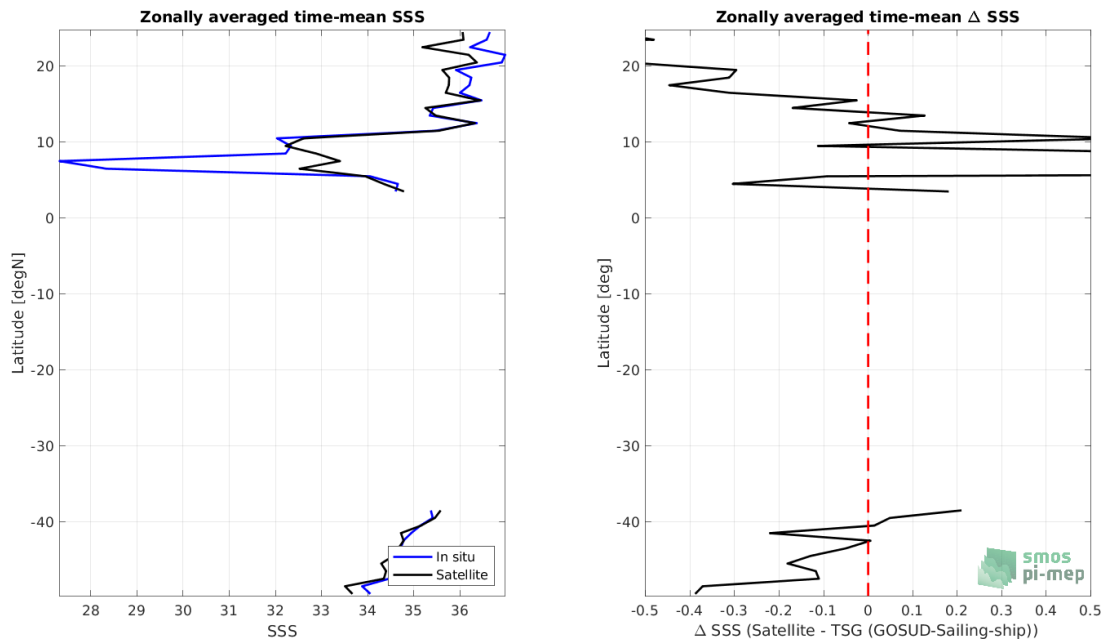 Zonally averaged time-mean SSS
20
10
0
-10
-20
-30
-40
-50
Latitude [degN]
28 29 30 31 32 33 34 35 36
SSS
In situ
Satellite
Zonally averaged time-mean Δ SSS
20
10
0
-10
-20
-30
-40
-50
Latitude [deg]
-0.5 -0.4 -0.3 -0.2 -0.1 0 0.1 0.2 0.3 0.4 0.5
Δ SSS (Satellite - TSG (GOSUD-Sailing-ship))
smos
pi-mep